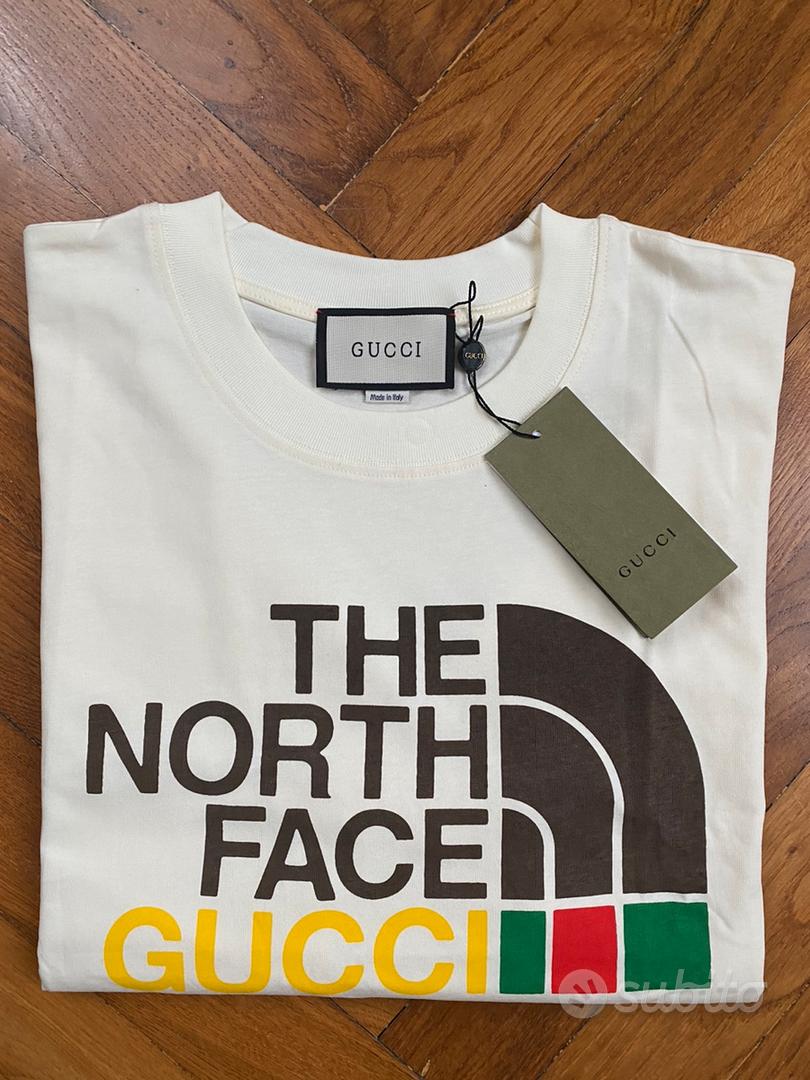 GUCCI
Made in Italy
GUCCI
GUCCI
THE
NORTH
FACE
GUCCI
subito